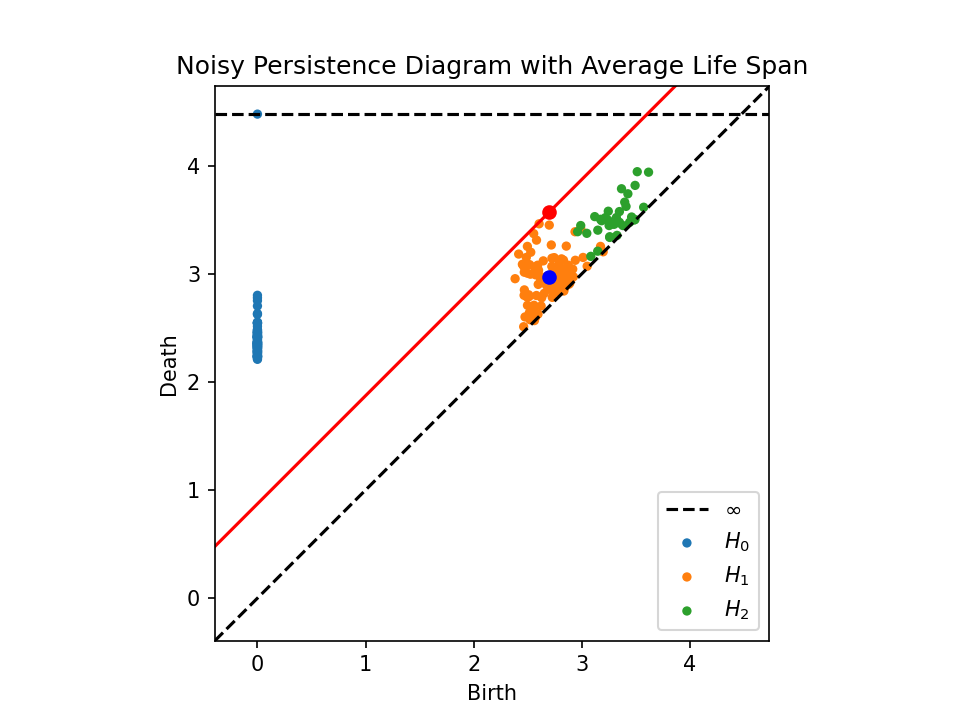 Noisy Persistence Diagram with Average Life Span
Death
4
3
2
1
0
∞
H₀
H₁
H₂
0 1 2 3 4
Birth